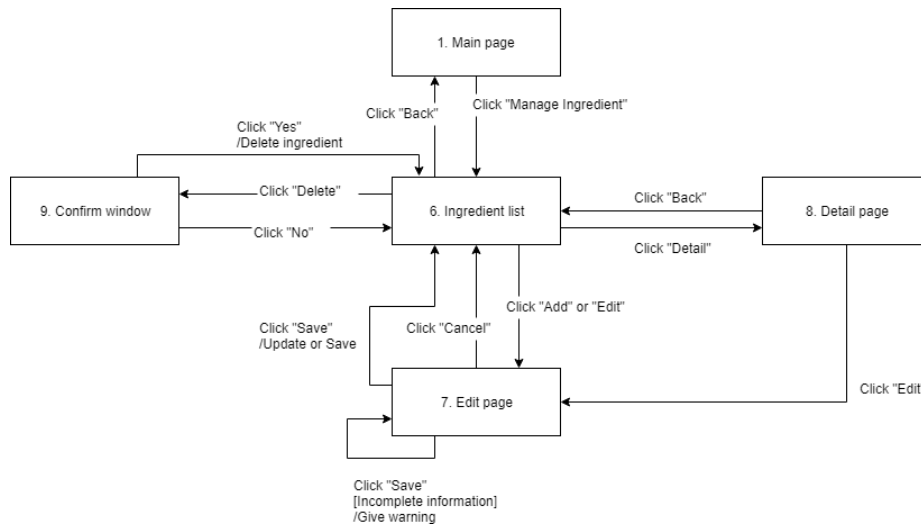 1. Main page
Click "Back"
Click "Manage Ingredient"
Click "Yes"
/Delete ingredient
9. Confirm window
Click "Delete"
6. Ingredient list
Click "Back"
8. Detail page
Click "No"
Click "Detail"
Click "Save"
/Update or Save
Click "Cancel"
Click "Add" or "Edit"
7. Edit page
Click "Edit
Click "Save"
[Incomplete information]
/Give warning